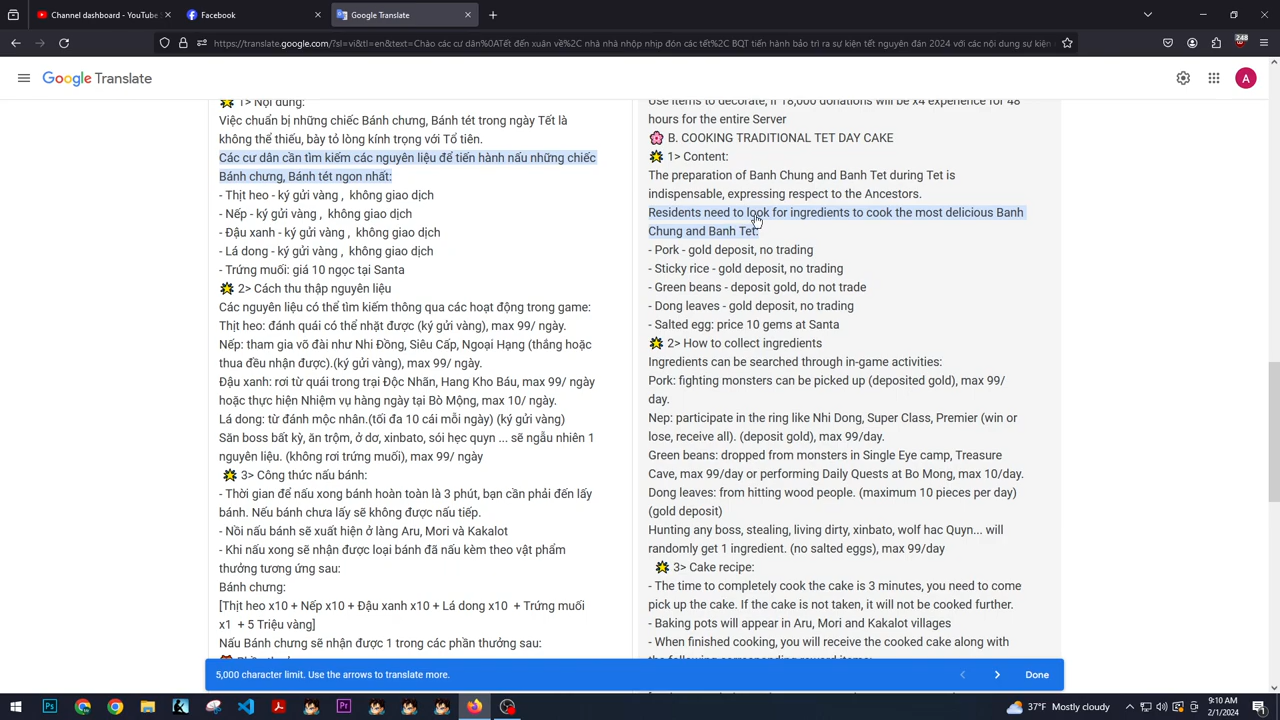 Channel dashboard - YouTube S
Facebook
Google Translate
https://translate.google.com/?sl=vi&tl=en&text=Chào các cư dân%0ATết đến xuân về%2C nhà nhà nhộp nhịp đón các tết%2C BQT tiến hành bảo trì ra sự kiện tết nguyên đán 2024 với các nội dung sự kiện
248
Google Translate
A
1> Nội dung:
Việc chuẩn bị những chiếc Bánh chưng, Bánh tét trong ngày Tết là
không thể thiếu, bày tỏ lòng kính trọng với Tổ tiên.
Các cư dân cần tìm kiếm các nguyên liệu để tiến hành nấu những chiếc
Bánh chưng, Bánh tét ngon nhất:
- Thịt heo - ký gửi vàng ,  không giao dịch
- Nếp - ký gửi vàng ,  không giao dịch
- Đậu xanh - ký gửi vàng ,  không giao dịch
- Lá dong - ký gửi vàng ,  không giao dịch
- Trứng muối: giá 10 ngọc tại Santa
2> Cách thu thập nguyên liệu
Các nguyên liệu có thể tìm kiếm thông qua các hoạt động trong game:
Thịt heo: đánh quái có thể nhặt được (ký gửi vàng), max 99/ ngày.
Nếp: tham gia võ đài như Nhi Đồng, Siêu Cấp, Ngoại Hạng (thắng hoặc
thua đều nhận được).(ký gửi vàng), max 99/ ngày.
Đậu xanh: rơi từ quái trong trại Độc Nhãn, Hang Kho Báu, max 99/ ngày
hoặc thực hiện Nhiệm vụ hàng ngày tại Bò Mộng, max 10/ ngày.
Lá dong: từ đánh mộc nhân.(tối đa 10 cái mỗi ngày) (ký gửi vàng)
Săn boss bất kỳ, ăn trộm, ở dơ, xinbato, sói hẹc quyn ... sẽ ngẫu nhiên 1
nguyên liệu. (không rơi trứng muối), max 99/ ngày
3> Công thức nấu bánh:
- Thời gian để nấu xong bánh hoàn toàn là 3 phút, bạn cần phải đến lấy
bánh. Nếu bánh chưa lấy sẽ không được nấu tiếp.
- Nồi nấu bánh sẽ xuất hiện ở làng Aru, Mori và Kakalot
- Khi nấu xong sẽ nhận được loại bánh đã nấu kèm theo vật phẩm
thưởng tương ứng sau:
Bánh chưng:
[Thịt heo x10 + Nếp x10 + Đậu xanh x10 + Lá dong x10  + Trứng muối
x1  + 5 Triệu vàng]
Nấu Bánh chưng sẽ nhận được 1 trong các phần thưởng sau:
Use items to decorate, if 18,000 donations will be x4 experience for 48
hours for the entire Server
B. COOKING TRADITIONAL TET DAY CAKE
1> Content:
The preparation of Banh Chung and Banh Tet during Tet is
indispensable, expressing respect to the Ancestors.
Residents need to look for ingredients to cook the most delicious Banh
Chung and Banh Tet:
- Pork - gold deposit, no trading
- Sticky rice - gold deposit, no trading
- Green beans - deposit gold, do not trade
- Dong leaves - gold deposit, no trading
- Salted egg: price 10 gems at Santa
2> How to collect ingredients
Ingredients can be searched through in-game activities:
Pork: fighting monsters can be picked up (deposited gold), max 99/
day.
Nep: participate in the ring like Nhi Dong, Super Class, Premier (win or
lose, receive all). (deposit gold), max 99/day.
Green beans: dropped from monsters in Single Eye camp, Treasure
Cave, max 99/day or performing Daily Quests at Bo Mong, max 10/day.
Dong leaves: from hitting wood people. (maximum 10 pieces per day)
(gold deposit)
Hunting any boss, stealing, living dirty, xinbato, wolf hac Quyn... will
randomly get 1 ingredient. (no salted eggs), max 99/day
3> Cake recipe:
- The time to completely cook the cake is 3 minutes, you need to come
pick up the cake. If the cake is not taken, it will not be cooked further.
- Baking pots will appear in Aru, Mori and Kakalot villages
- When finished cooking, you will receive the cooked cake along with
5,000 character limit. Use the arrows to translate more.
Done
37°F Mostly cloudy
9:10 AM
2/1/2024